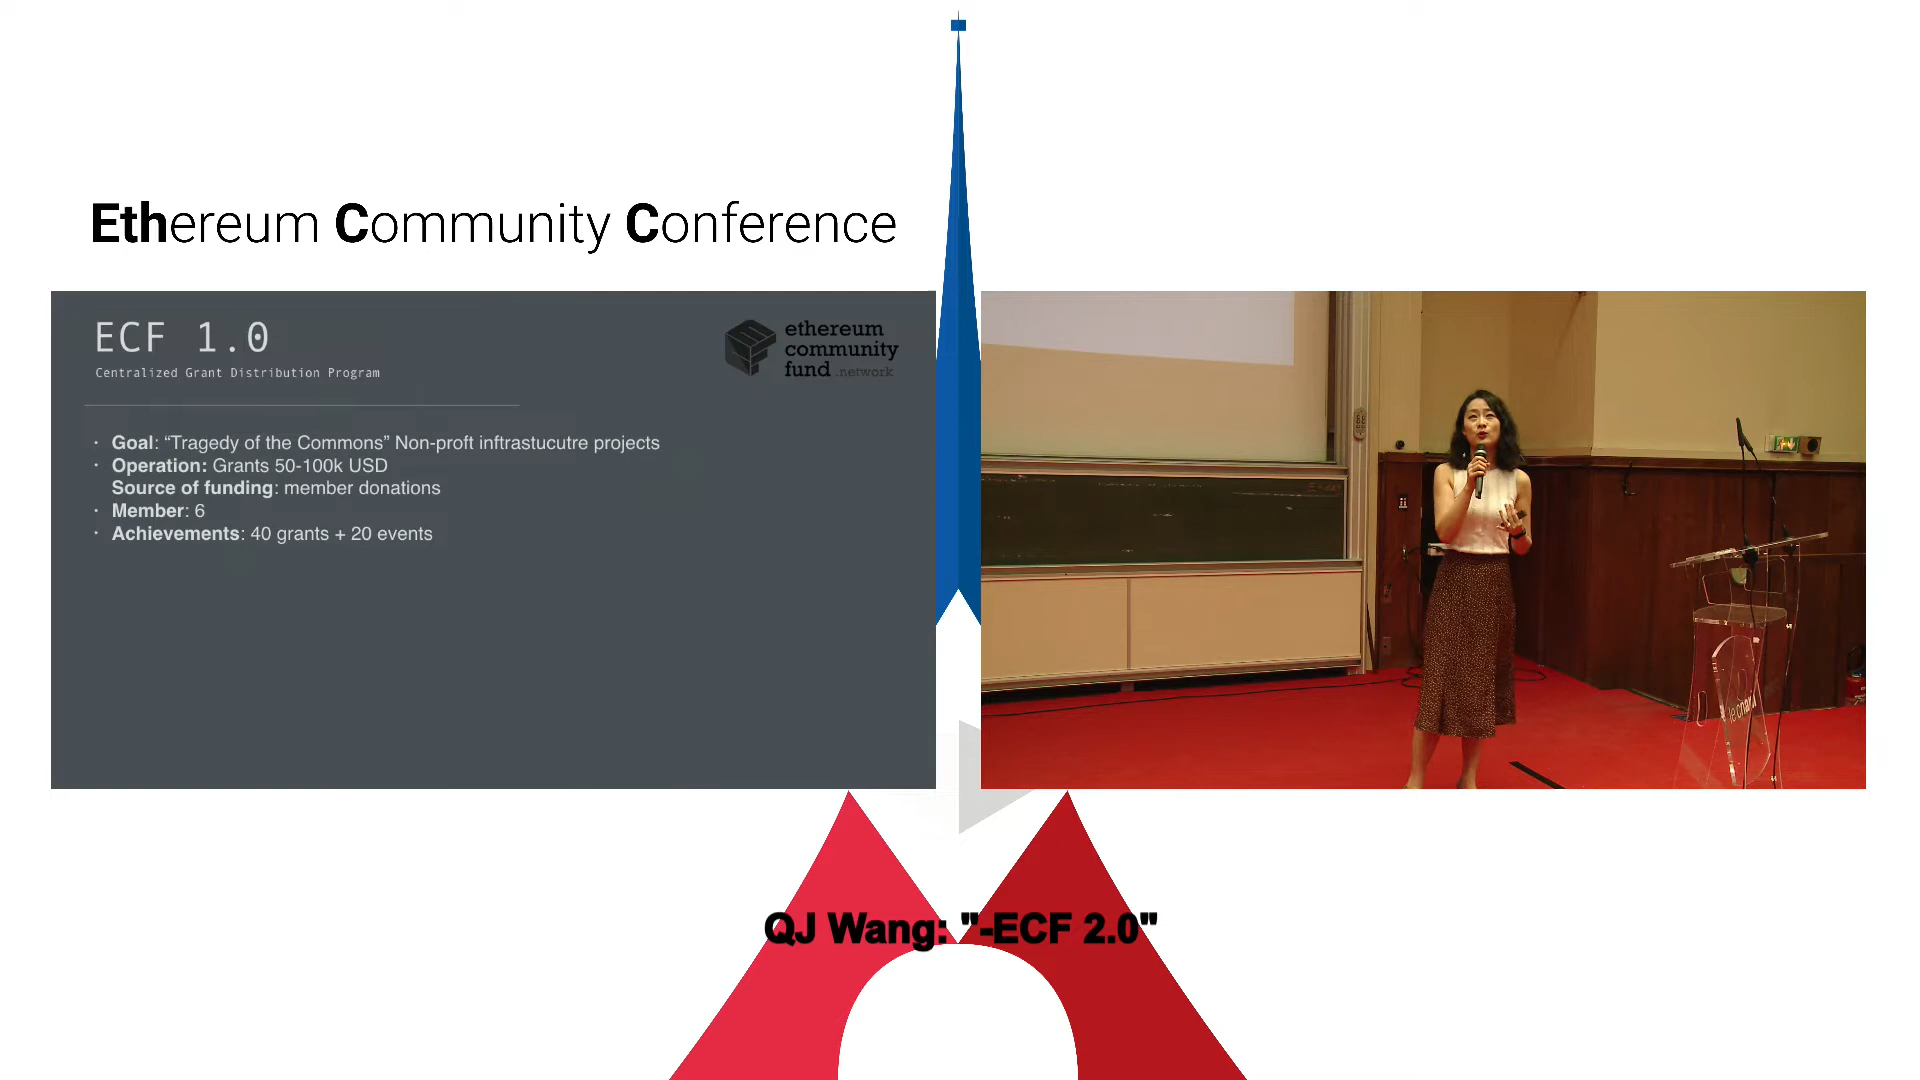 Ethereum Community Conference
ECF 1.0
Centralized Grant Distribution Program
ethereum
community
fund .network
· Goal: “Tragedy of the Commons” Non-proft inftrastucutre projects
· Operation: Grants 50-100k USD
Source of funding: member donations
· Member: 6
· Achievements: 40 grants + 20 events
le cnam
QJ Wang: "-ECF 2.0"